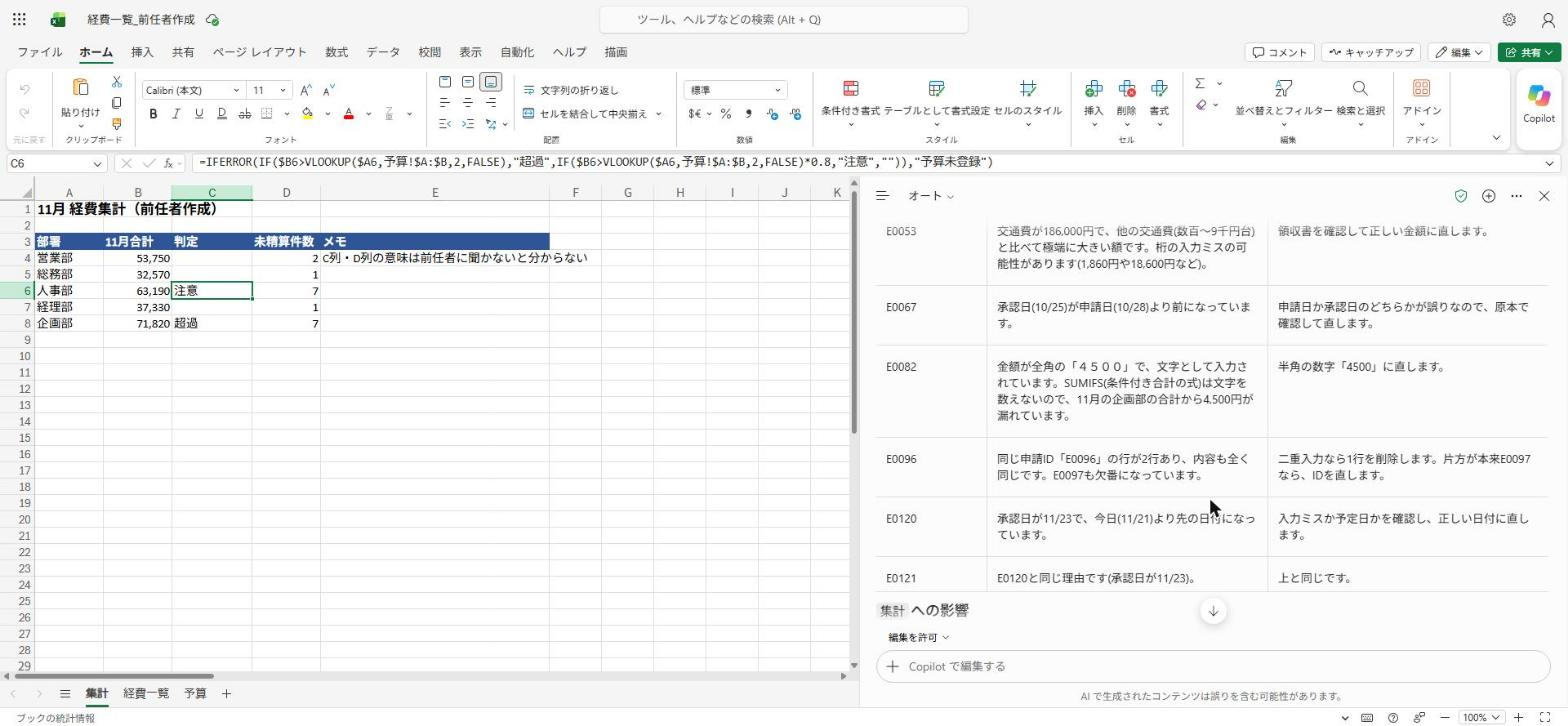 経費一覧_前任者作成
ツール、ヘルプなどの検索 (Alt + Q)
ファイル ホーム 挿入 共有 ページ レイアウト 数式 データ 校閲 表示 自動化 ヘルプ 描画
コメント キャッチアップ 編集 共有
貼り付け
Calibri (本文) 11
B I U D ab A
文字列の折り返し
セルを結合して中央揃え
標準
条件付き書式 テーブルとして書式設定 セルのスタイル
挿入 削除 書式
並べ替えとフィルター 検索と選択
アドイン
Copilot
元に戻す クリップボード フォント 配置 数値 スタイル セル 編集 アドイン
C6 fx =IFERROR(IF($B6>VLOOKUP($A6,予算!$A:$B,2,FALSE),"超過",IF($B6>VLOOKUP($A6,予算!$A:$B,2,FALSE)*0.8,"注意","")),"予算未登録")
A B C D E F G H I J K
1 11月 経費集計（前任者作成）
2
3 部署 11月合計 判定 未精算件数 メモ
4 営業部 53,750 2 C列・D列の意味は前任者に聞かないと分からない
5 総務部 32,570 1
6 人事部 63,190 注意 7
7 経理部 37,330 1
8 企画部 71,820 超過 7
9
10
11
12
13
14
15
16
17
18
19
20
21
22
23
24
25
26
27
28
29
集計 経費一覧 予算
ブックの統計情報
オート
E0053 交通費が186,000円で、他の交通費(数百～9千円台) 領収書を確認して正しい金額に直します。
と比べて極端に大きい額です。桁の入力ミスの可
能性があります(1,860円や18,600円など)。
E0067 承認日(10/25)が申請日(10/28)より前になっていま 申請日か承認日のどちらかが誤りなので、原本で
す。 確認して直します。
E0082 金額が全角の「４５００」で、文字として入力さ 半角の数字「4500」に直します。
れています。SUMIFS(条件付き合計の式)は文字を
数えないので、11月の企画部の合計から4,500円が
漏れています。
E0096 同じ申請ID「E0096」の行が2行あり、内容も全く 二重入力なら1行を削除します。片方が本来E0097
同じです。E0097も欠番になっています。 なら、IDを直します。
E0120 承認日が11/23で、今日(11/21)より先の日付になっ 入力ミスか予定日かを確認し、正しい日付に直し
ています。 ます。
E0121 E0120と同じ理由です(承認日が11/23)。 上と同じです。
集計 への影響
編集を許可
Copilot で編集する
AI で生成されたコンテンツは誤りを含む可能性があります。
100%